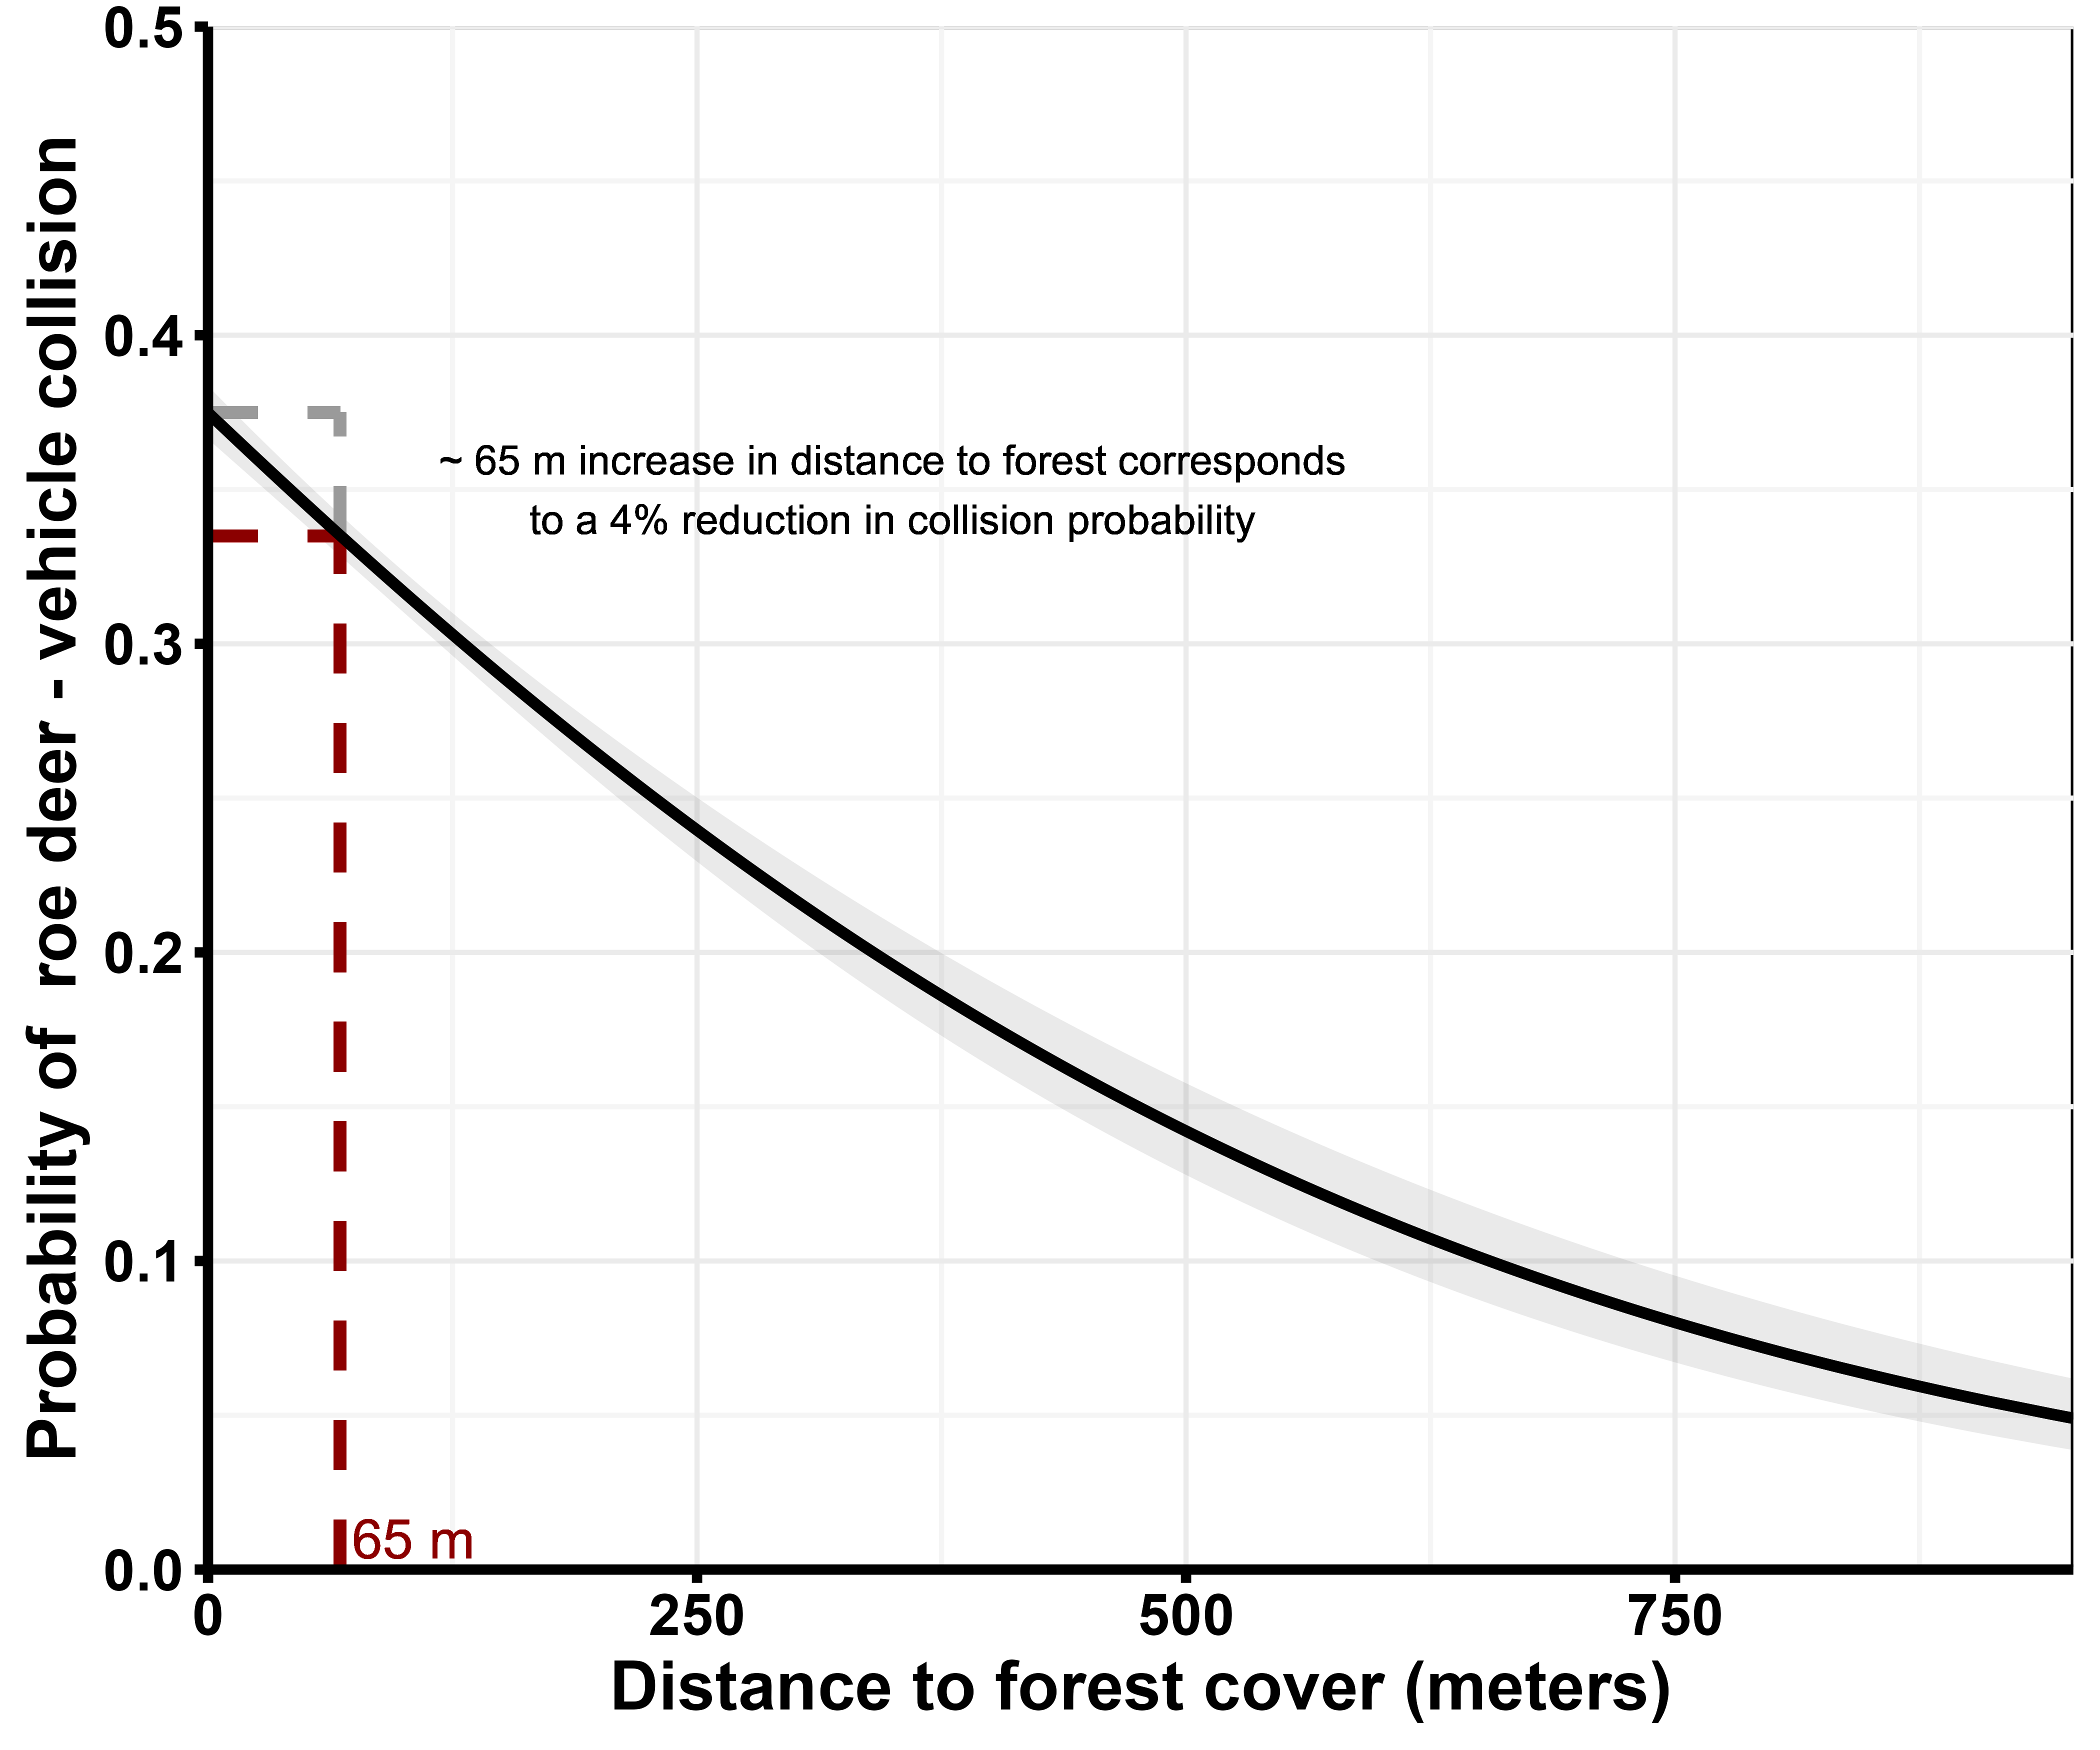 Probability of roe deer - vehicle collision
0.5
0.4
0.3
0.2
0.1
0.0
~ 65 m increase in distance to forest corresponds
to a 4% reduction in collision probability
65 m
0 250 500 750
Distance to forest cover (meters)